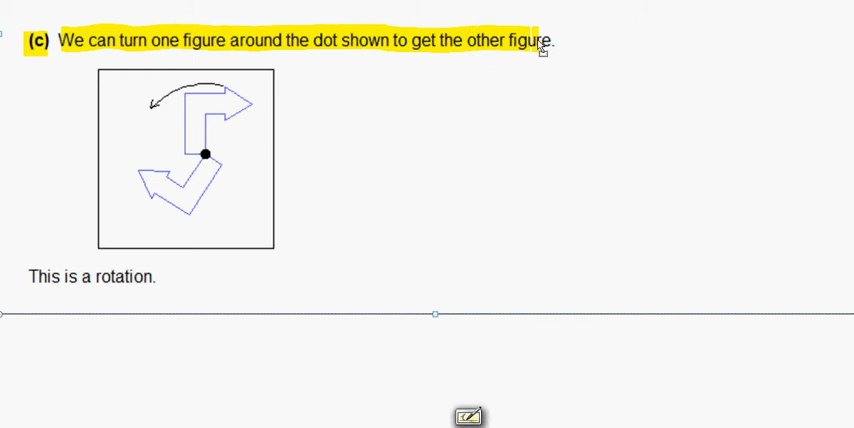 (c) We can turn one figure around the dot shown to get the other figure.
This is a rotation.